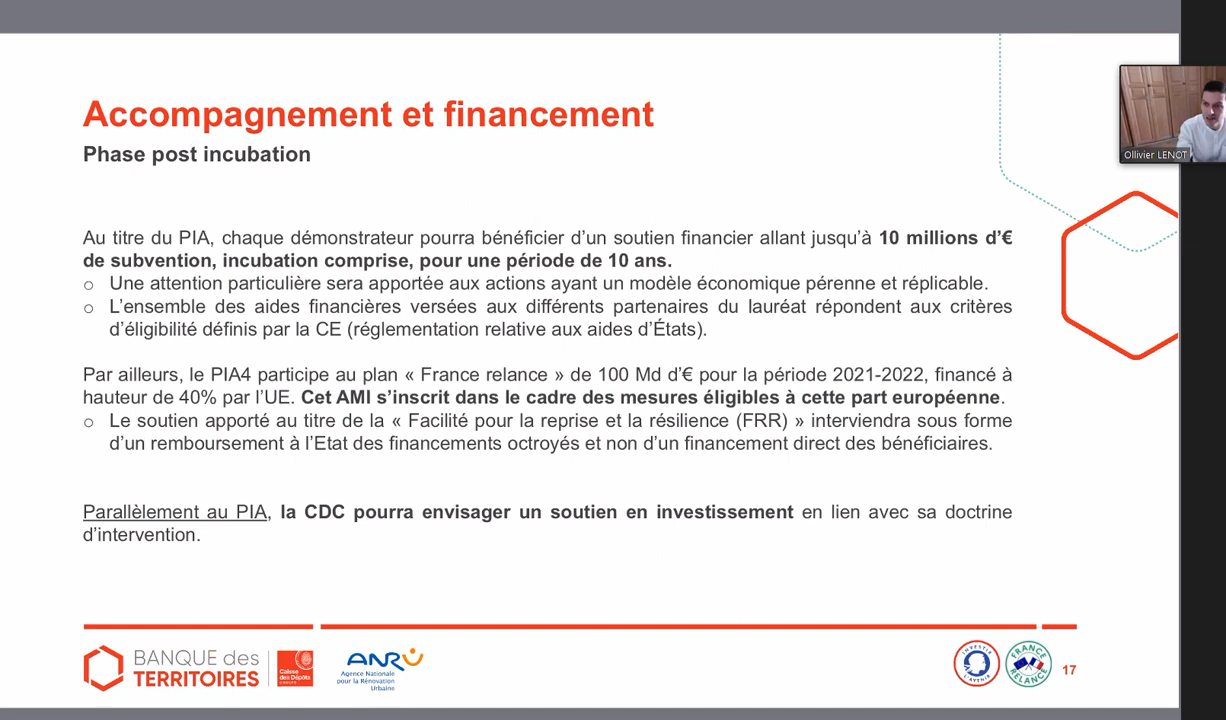 Accompagnement et financement
Phase post incubation
Ollivier LENOT
Au titre du PIA, chaque démonstrateur pourra bénéficier d’un soutien financier allant jusqu’à 10 millions d’€
de subvention, incubation comprise, pour une période de 10 ans.
o Une attention particulière sera apportée aux actions ayant un modèle économique pérenne et réplicable.
o L’ensemble des aides financières versées aux différents partenaires du lauréat répondent aux critères
d’éligibilité définis par la CE (réglementation relative aux aides d’États).
Par ailleurs, le PIA4 participe au plan « France relance » de 100 Md d’€ pour la période 2021-2022, financé à
hauteur de 40% par l’UE. Cet AMI s’inscrit dans le cadre des mesures éligibles à cette part européenne.
o Le soutien apporté au titre de la « Facilité pour la reprise et la résilience (FRR) » interviendra sous forme
d’un remboursement à l’Etat des financements octroyés et non d’un financement direct des bénéficiaires.
Parallèlement au PIA, la CDC pourra envisager un soutien en investissement en lien avec sa doctrine
d’intervention.
BANQUE des
TERRITOIRES
Caisse
des Dépôts
GROUPE
ANRU
Agence Nationale
pour la Rénovation
Urbaine
INVESTIR
L'AVENIR
FRANCE
RELANCE
17